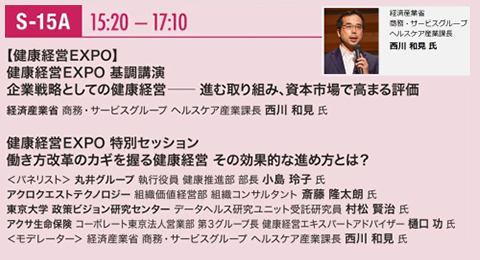 S-15A 15:20 − 17:10
経済産業省
商務・サービスグループ
ヘルスケア産業課長
西川 和見 氏
【健康経営EXPO】
健康経営EXPO 基調講演
企業戦略としての健康経営―― 進む取り組み、資本市場で高まる評価
経済産業省 商務・サービスグループ ヘルスケア産業課長 西川 和見 氏
健康経営EXPO 特別セッション
働き方改革のカギを握る健康経営 その効果的な進め方とは？
＜パネリスト＞ 丸井グループ 執行役員 健康推進部 部長 小島 玲子 氏
アクロクエストテクノロジー 組織価値経営部 組織コンサルタント 斎藤 隆太朗 氏
東京大学 政策ビジョン研究センター データヘルス研究ユニット受託研究員 村松 賢治 氏
アクサ生命保険 コーポレート東京法人営業部 第3グループ長 健康経営エキスパートアドバイザー 樋口 功 氏
＜モデレーター＞ 経済産業省 商務・サービスグループ ヘルスケア産業課長 西川 和見 氏